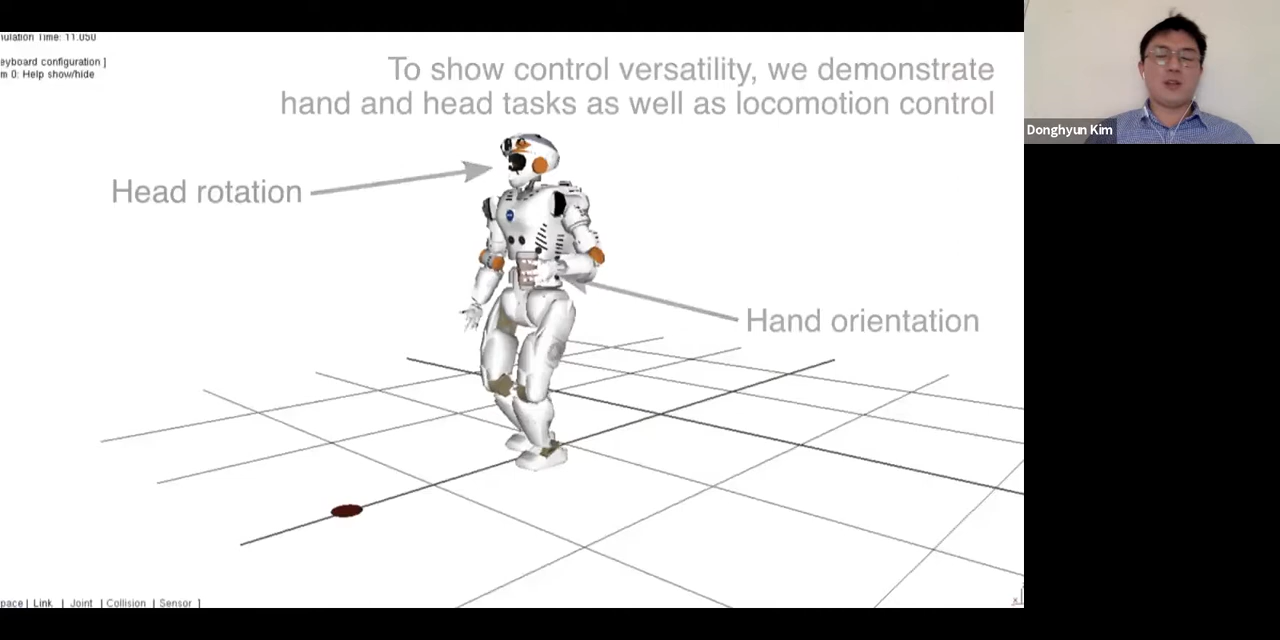 ulation Time: 11.050
eyboard configuration ]
m 0: Help show/hide
To show control versatility, we demonstrate
hand and head tasks as well as locomotion control
Head rotation
Hand orientation
pace | Link | Joint | Collision | Sensor ]
Donghyun Kim